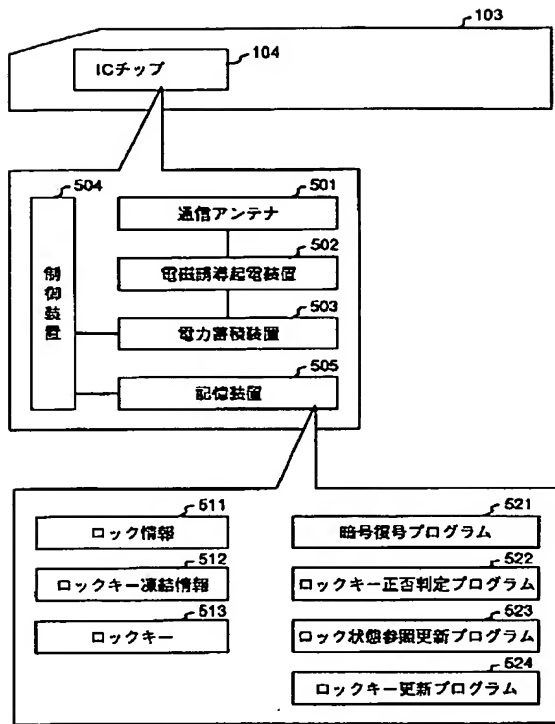 103
ICチップ
104
504
制御装置
501
通信アンテナ
502
電磁誘導起電装置
503
電力蓄積装置
505
記憶装置
511
ロック情報
512
ロックキー凍結情報
513
ロックキー
521
暗号復号プログラム
522
ロックキー正否判定プログラム
523
ロック状態参照更新プログラム
524
ロックキー更新プログラム